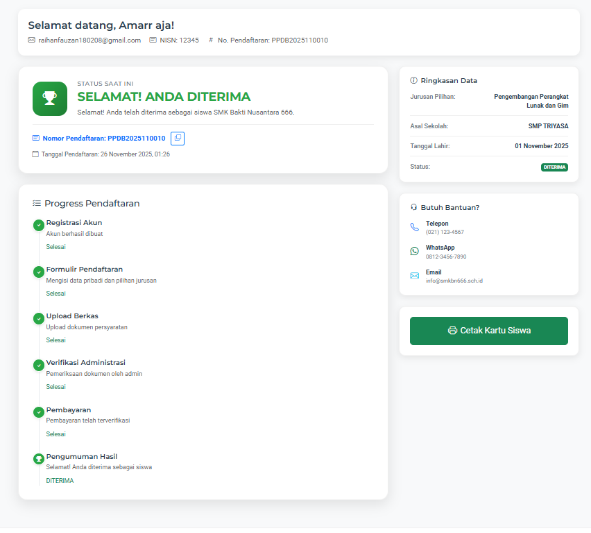 Selamat datang, Amarr aja!
raihanfauzan180208@gmail.com NISN: 12345 # No. Pendaftaran: PPDB2025110010
STATUS SAAT INI
SELAMAT! ANDA DITERIMA
Selamat! Anda telah diterima sebagai siswa SMK Bakti Nusantara 666.
Nomor Pendaftaran: PPDB2025110010
Tanggal Pendaftaran: 26 November 2025, 01:26
Progress Pendaftaran
Registrasi Akun
Akun berhasil dibuat
Selesai
Formulir Pendaftaran
Mengisi data pribadi dan pilihan jurusan
Selesai
Upload Berkas
Upload dokumen persyaratan
Selesai
Verifikasi Administrasi
Pemeriksaan dokumen oleh admin
Selesai
Pembayaran
Pembayaran telah terverifikasi
Selesai
Pengumuman Hasil
Selamat! Anda diterima sebagai siswa
DITERIMA
Ringkasan Data
Jurusan Pilihan: Pengembangan Perangkat
Lunak dan Gim
Asal Sekolah: SMP TRIYASA
Tanggal Lahir: 01 November 2025
Status: DITERIMA
Butuh Bantuan?
Telepon
(021) 123-4567
WhatsApp
0812-3456-7890
Email
info@smkbn666.sch.id
Cetak Kartu Siswa